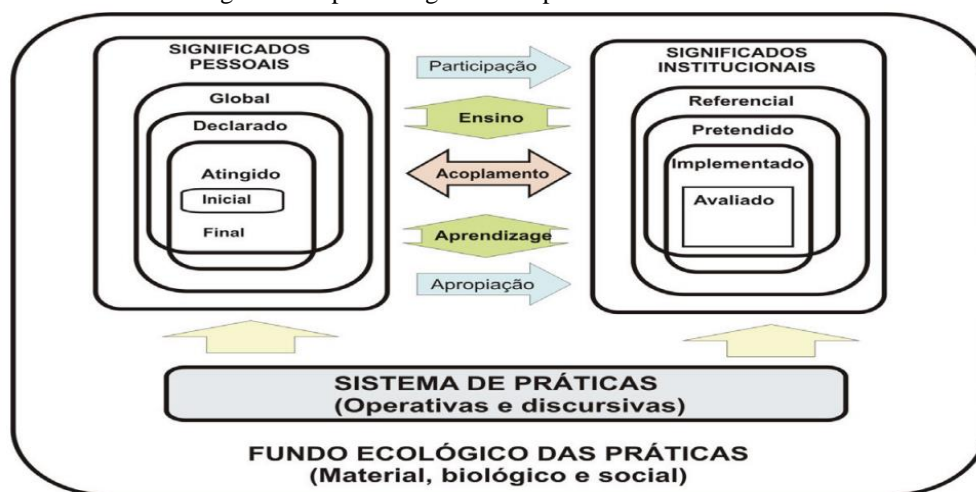 SIGNIFICADOS
PESSOAIS
Global
Declarado
Atingido
Inicial
Final
Participação
Ensino
Acoplamento
Aprendizage
Apropiação
SIGNIFICADOS
INSTITUCIONAIS
Referencial
Pretendido
Implementado
Avaliado
SISTEMA DE PRÁTICAS
(Operativas e discursivas)
FUNDO ECOLÓGICO DAS PRÁTICAS
(Material, biológico e social)